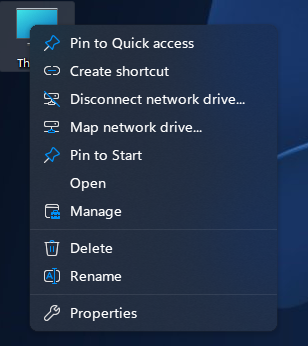 Pin to Quick access
Create shortcut
Disconnect network drive...
Map network drive...
Pin to Start
Open
Manage
Delete
Rename
Properties